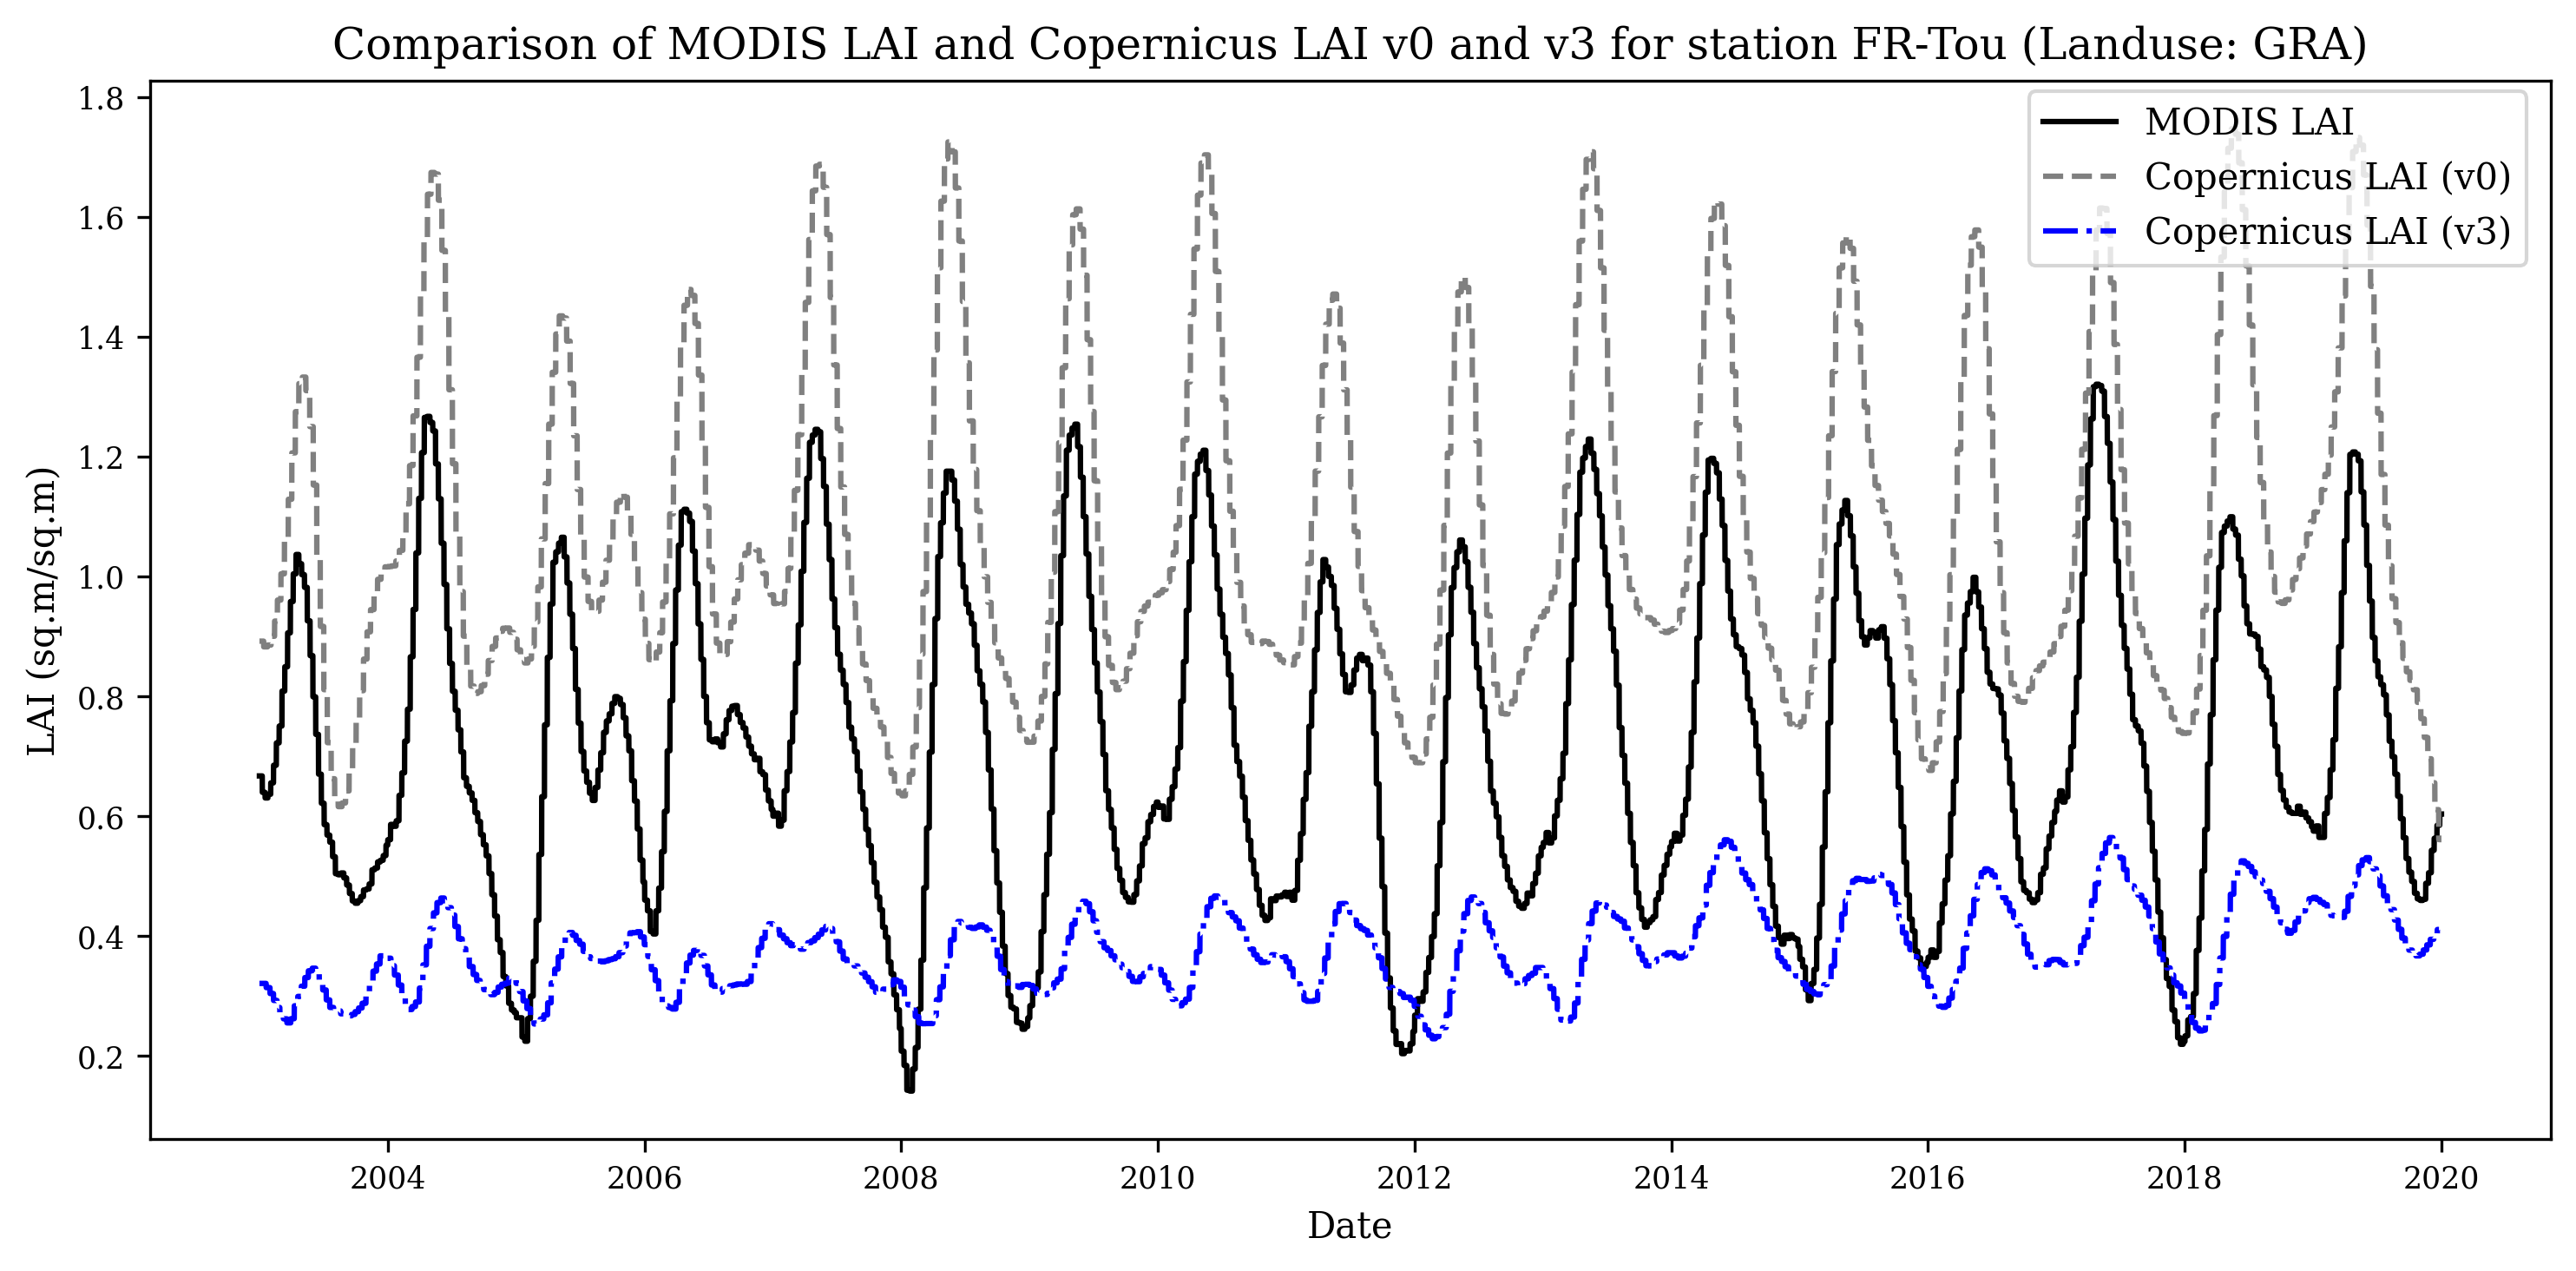 Comparison of MODIS LAI and Copernicus LAI v0 and v3 for station FR-Tou (Landuse: GRA)
MODIS LAI
Copernicus LAI (v0)
Copernicus LAI (v3)
LAI (sq.m/sq.m)
1.8
1.6
1.4
1.2
1.0
0.8
0.6
0.4
0.2
2004 2006 2008 2010 2012 2014 2016 2018 2020
Date